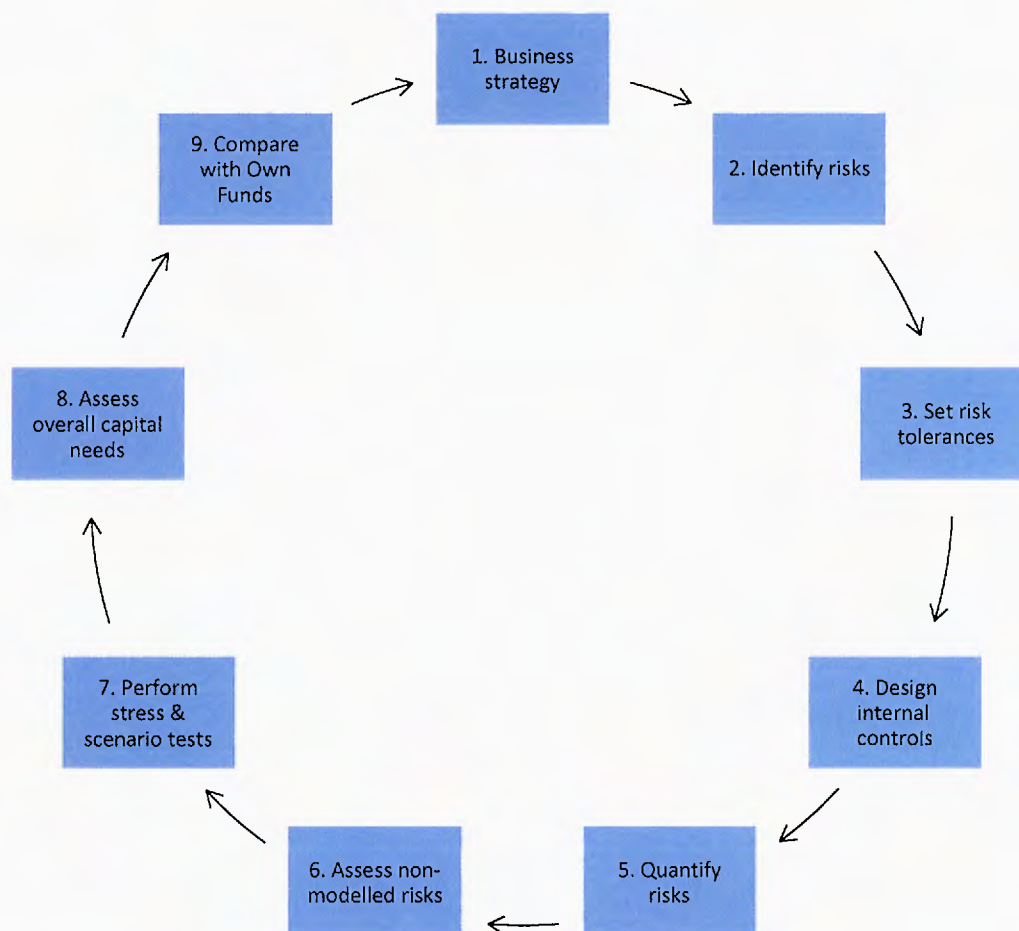 1. Business
strategy
2. Identify risks
3. Set risk
tolerances
4. Design
internal
controls
5. Quantify
risks
6. Assess non-
modelled risks
7. Perform
stress &
scenario tests
8. Assess
overall capital
needs
9. Compare
with Own
Funds